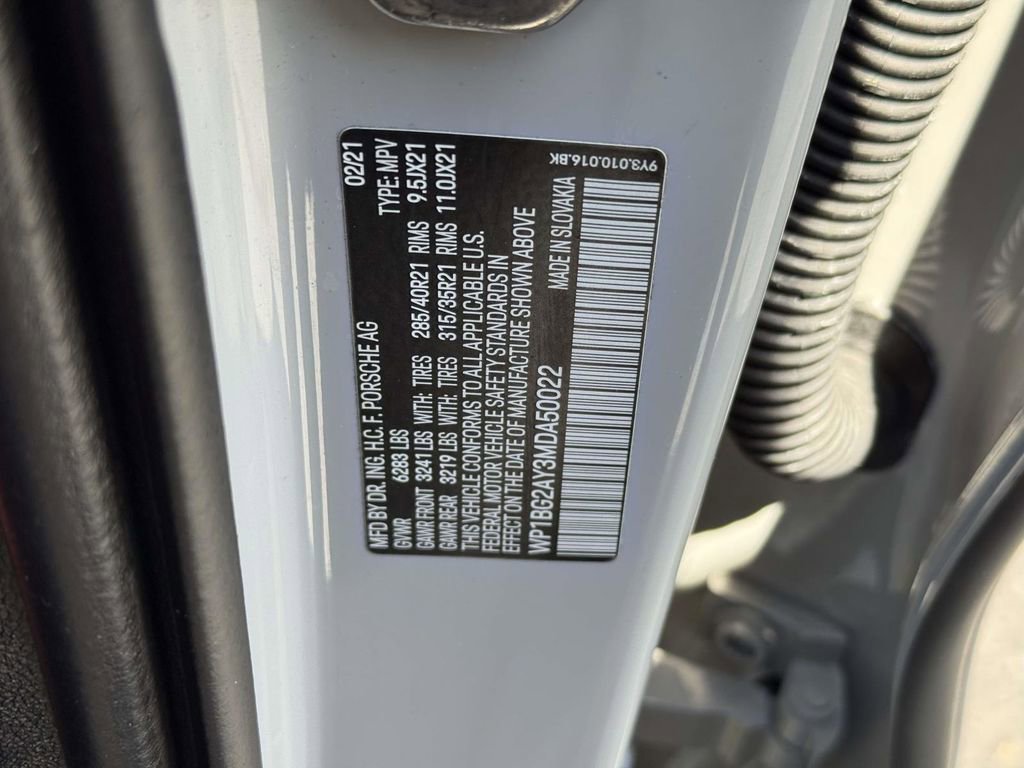 MFD BY DR. ING. H.C. F. PORSCHE AG 02/21
GVWR 6283 LBS TYPE: MPV
GAWR FRONT 3241 LBS WITH: TIRES 285/40R21 RIMS 9.5JX21
GAWR REAR 3219 LBS WITH: TIRES 315/35R21 RIMS 11.0JX21
THIS VEHICLE CONFORMS TO ALL APPLICABLE U.S.
FEDERAL MOTOR VEHICLE SAFETY STANDARDS IN
EFFECT ON THE DATE OF MANUFACTURE SHOWN ABOVE
WP1BG2AY3MDA50022 MADE IN SLOVAKIA
9Y3.010.016.BK